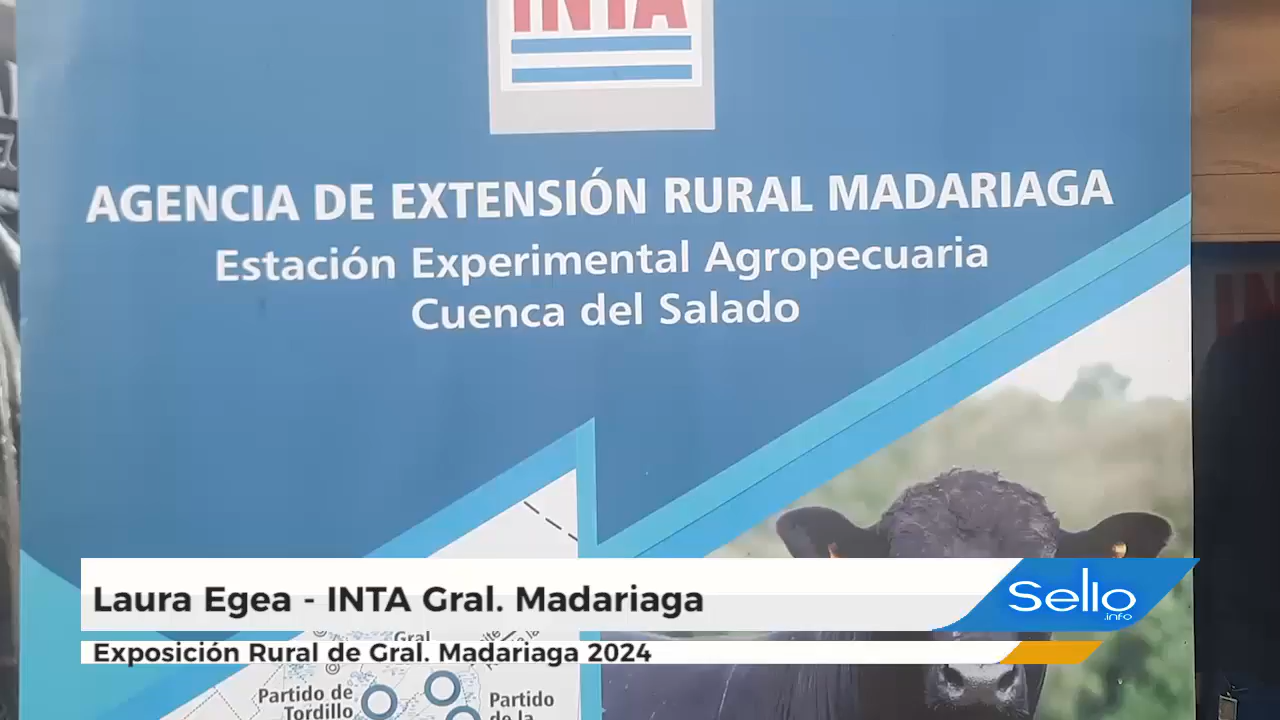 INTA
AGENCIA DE EXTENSIÓN RURAL MADARIAGA
Estación Experimental Agropecuaria
Cuenca del Salado
Laura Egea - INTA Gral. Madariaga
Sello
.info
Gral
Exposición Rural de Gral. Madariaga 2024
Partido de
Tordillo
Partido
de la